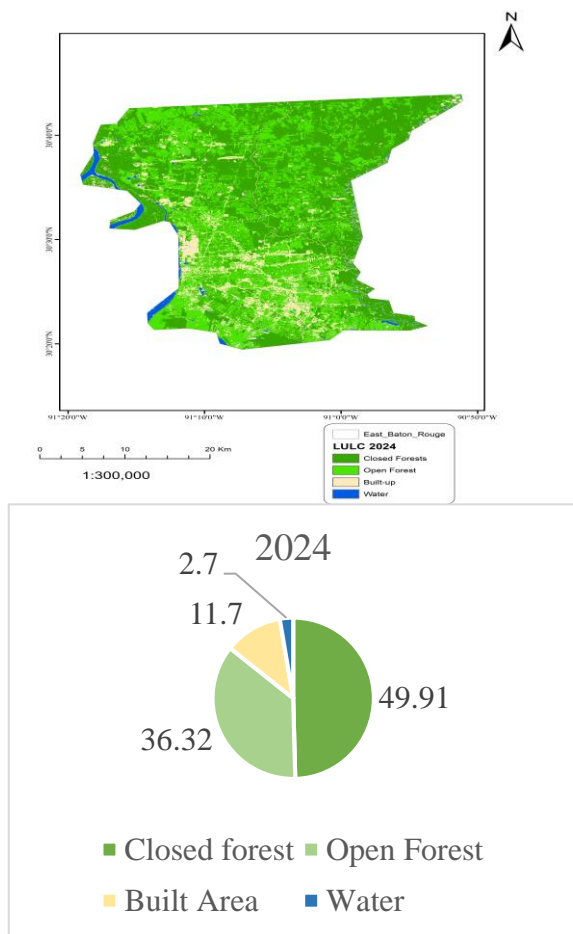 N
30°40'0"N
30°30'0"N
30°20'0"N
91°20'0"W 91°10'0"W 91°0'0"W 90°50'0"W
0 5 10 20 Km
1:300,000
East_Baton_Rouge
LULC 2024
Closed Forests
Open Forest
Built-up
Water
2024
2.7
11.7
49.91
36.32
Closed forest Open Forest
Built Area Water